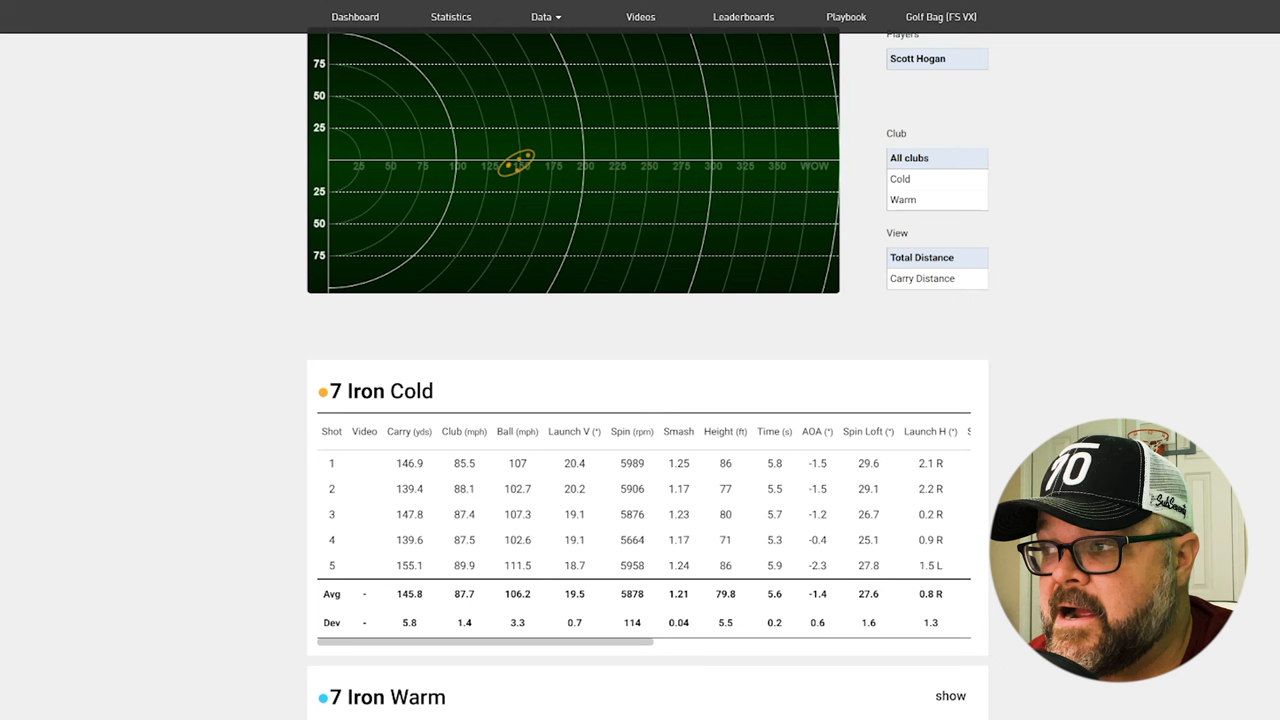 Dashboard Statistics Data Videos Leaderboards Playbook Golf Bag (FS VX)
Players
Scott Hogan
Club
All clubs
Cold
Warm
View
Total Distance
Carry Distance
75
50
25
25 50 75 100 125 150 175 200 225 250 275 300 325 350 WOW
25
50
75
7 Iron Cold
Shot Video Carry (yds) Club (mph) Ball (mph) Launch V (°) Spin (rpm) Smash Height (ft) Time (s) AOA (°) Spin Loft (°) Launch H (°) S
1 146.9 85.5 107 20.4 5989 1.25 86 5.8 -1.5 29.6 2.1 R
2 139.4 88.1 102.7 20.2 5906 1.17 77 5.5 -1.5 29.1 2.2 R
3 147.8 87.4 107.3 19.1 5876 1.23 80 5.7 -1.2 26.7 0.2 R
4 139.6 87.5 102.6 19.1 5664 1.17 71 5.3 -0.4 25.1 0.9 R
5 155.1 89.9 111.5 18.7 5958 1.24 86 5.9 -2.3 27.8 1.5 L
Avg - 145.8 87.7 106.2 19.5 5878 1.21 79.8 5.6 -1.4 27.6 0.8 R
Dev - 5.8 1.4 3.3 0.7 114 0.04 5.5 0.2 0.6 1.6 1.3
7 Iron Warm show
70